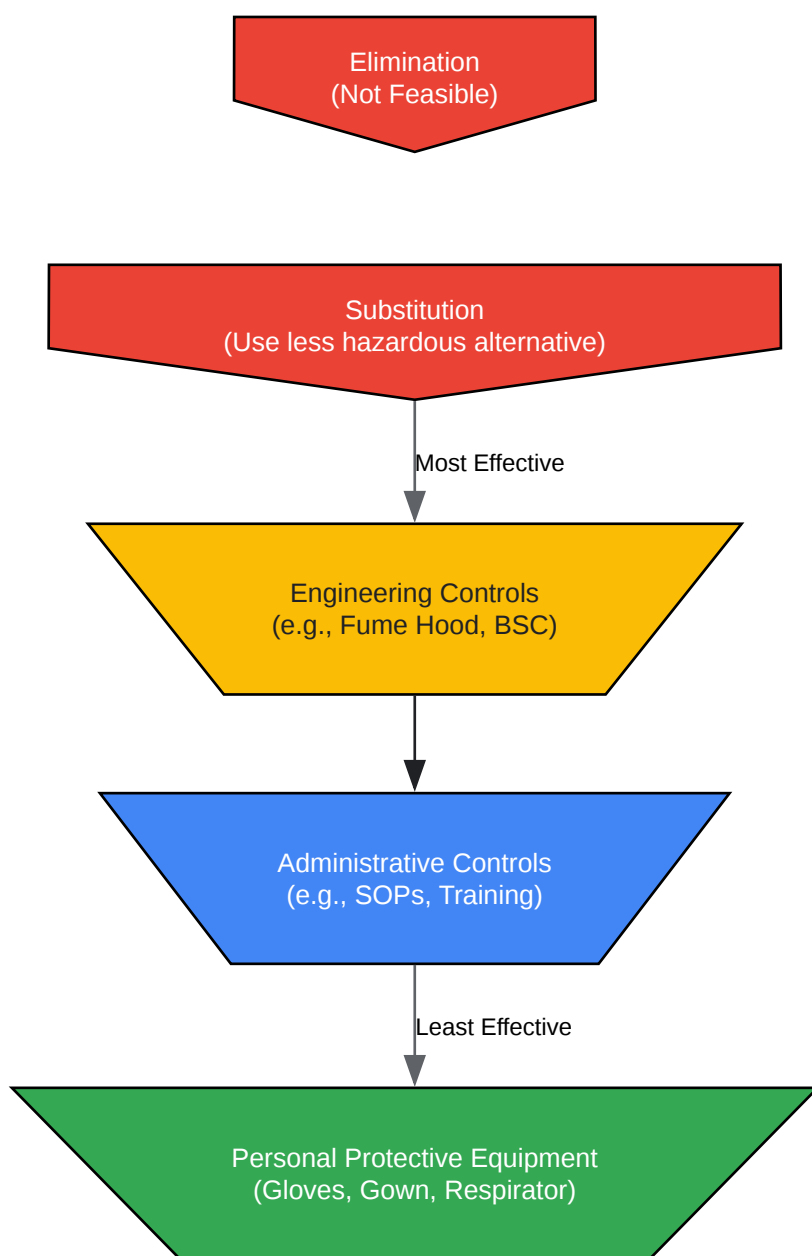 Elimination
(Not Feasible)
Substitution
(Use less hazardous alternative)
Most Effective
Engineering Controls
(e.g., Fume Hood, BSC)
Administrative Controls
(e.g., SOPs, Training)
Least Effective
Personal Protective Equipment
(Gloves, Gown, Respirator)